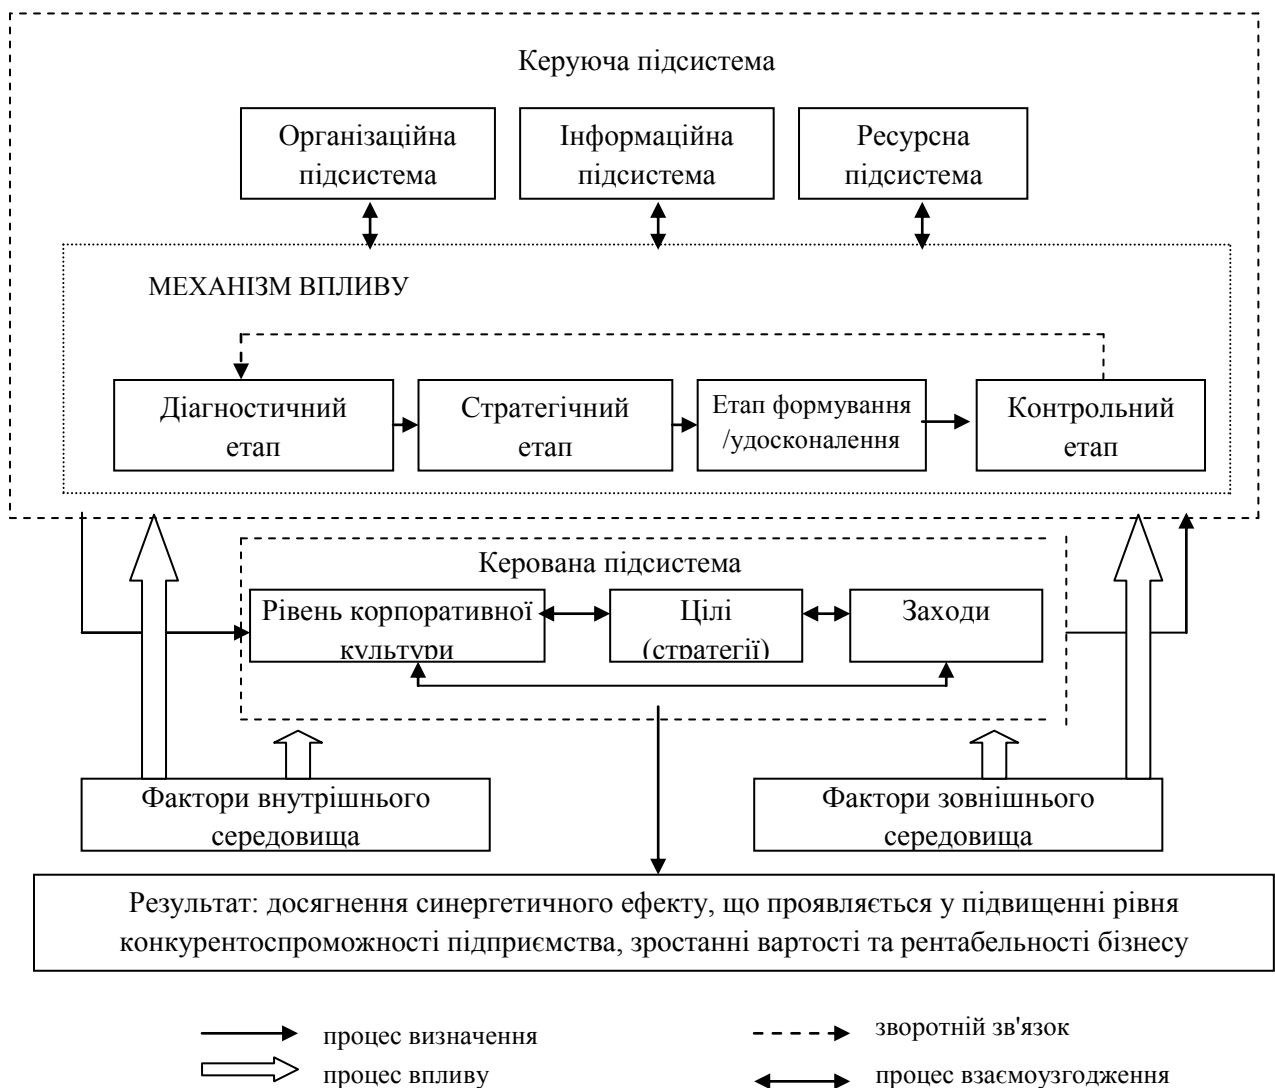 Керуюча підсистема
Організаційна
підсистема
Інформаційна
підсистема
Ресурсна
підсистема
МЕХАНІЗМ ВПЛИВУ
Діагностичний
етап
Стратегічний
етап
Етап формування
/удосконалення
Контрольний
етап
Керована підсистема
Рівень корпоративної
культури
Цілі
(стратегії)
Заходи
Фактори внутрішнього
середовища
Фактори зовнішнього
середовища
Результат: досягнення синергетичного ефекту, що проявляється у підвищенні рівня
конкурентоспроможності підприємства, зростанні вартості та рентабельності бізнесу
процес визначення
зворотній зв'язок
процес впливу
процес взаємоузгодження